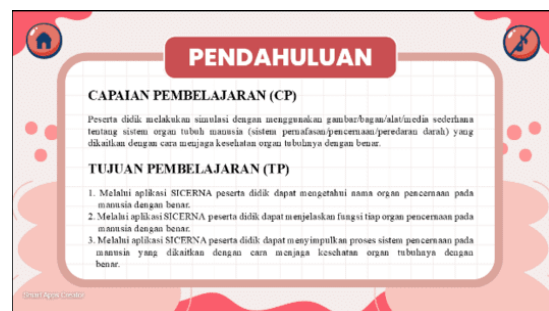 PENDAHULUAN
CAPAIAN PEMBELAJARAN (CP)
Peserta didik melakukan simulasi dengan menggunakan gambar/bagan/alat/media sederhana
tentang sistem organ tubuh manusia (sistem pernafasan/pencernaan/peredaran darah) yang
dikaitkan dengan cara menjaga kesehatan organ tubuhnya dengan benar.
TUJUAN PEMBELAJARAN (TP)
1. Melalui aplikasi SICERNA peserta didik dapat mengetahui nama organ pencernaan pada
manusia dengan benar.
2. Melalui aplikasi SICERNA peserta didik dapat menjelaskan fungsi tiap organ pencernaan pada
manusia dengan benar.
3. Melalui aplikasi SICERNA peserta didik dapat menyimpulkan proses sistem pencernaan pada
manusia yang dikaitkan dengan cara menjaga kesehatan organ tubuhnya dengan
benar.